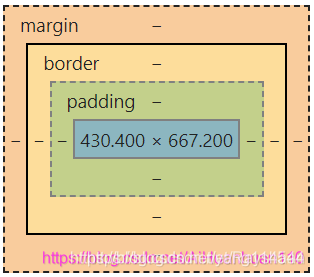 margin –
border –
padding –
– – – 430.400 × 667.200 – – –
–
–